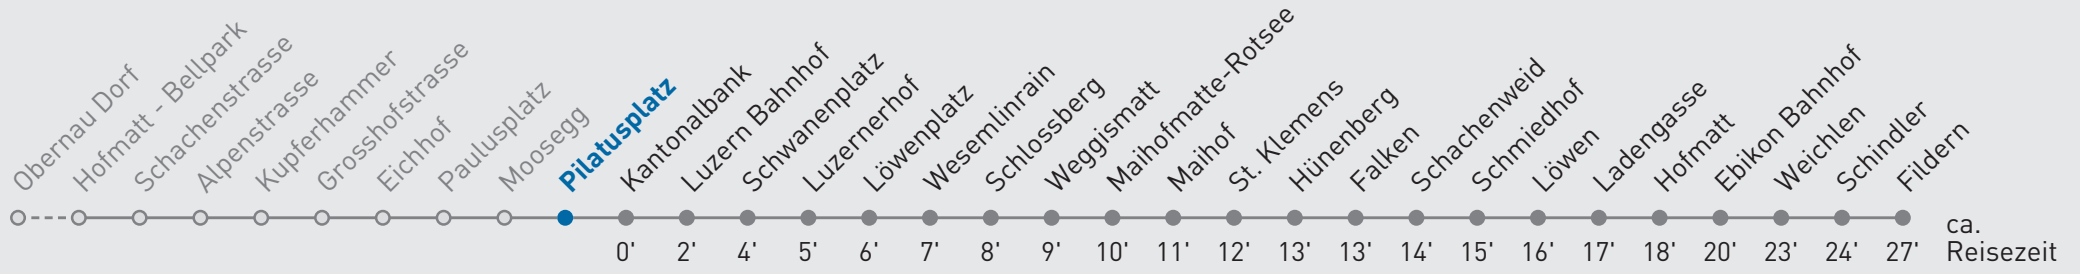 Obernau Dorf
Hofmatt - Bellpark
Schachenstrasse
Alpenstrasse
Kupferhammer
Grosshofstrasse
Eichhof
Paulusplatz
Moosegg
Pilatusplatz
Kantonalbank
Luzern Bahnhof
Schwanenplatz
Luzernerhof
Löwenplatz
Wesemlinrain
Schlossberg
Weggismatt
Maihofmatte-Rotsee
Maihof
St. Klemens
Hünenberg
Falken
Schachenweid
Schmiedhof
Löwen
Ladengasse
Hofmatt
Ebikon Bahnhof
Weichlen
Schindler
Fildern
0' 2' 4' 5' 6' 7' 8' 9' 10' 11' 12' 13' 13' 14' 15' 16' 17' 18' 20' 23' 24' 27'
ca.
Reisezeit